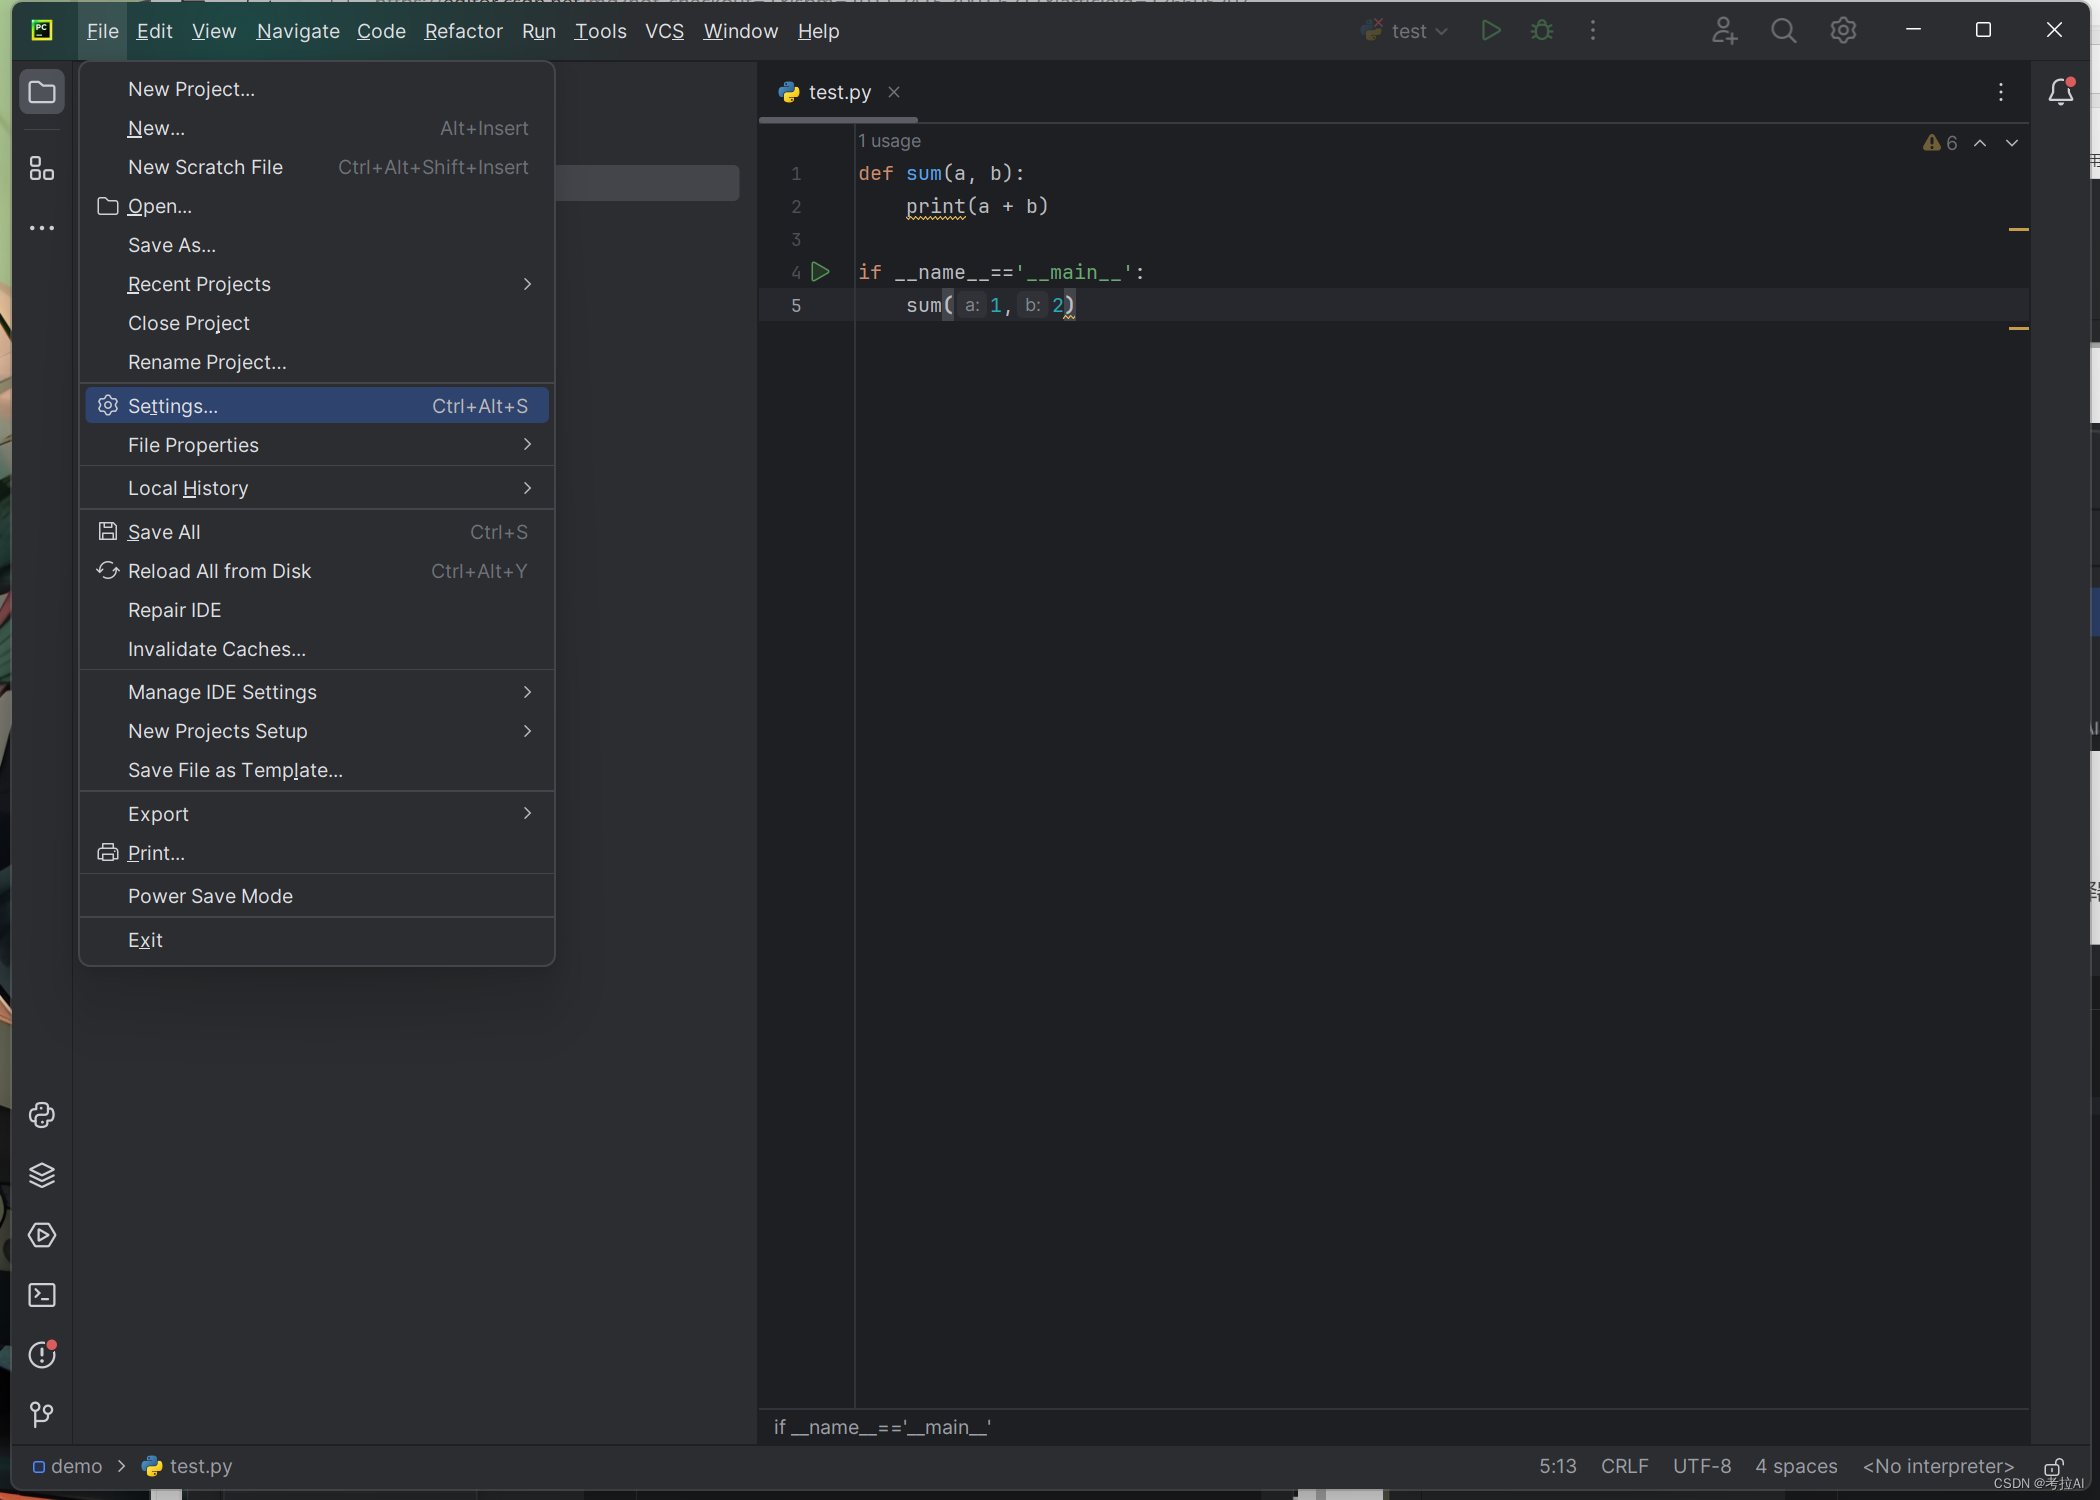 PC File Edit View Navigate Code Refactor Run Tools VCS Window Help test
New Project...
New... Alt+Insert
New Scratch File Ctrl+Alt+Shift+Insert
Open...
Save As...
Recent Projects
Close Project
Rename Project...
Settings... Ctrl+Alt+S
File Properties
Local History
Save All Ctrl+S
Reload All from Disk Ctrl+Alt+Y
Repair IDE
Invalidate Caches...
Manage IDE Settings
New Projects Setup
Save File as Template...
Export
Print...
Power Save Mode
Exit
test.py
1 usage
6
1 def sum(a, b):
2 print(a + b)
3
4 if __name__=='__main__':
5 sum( a: 1, b: 2)
if __name__=='__main__'
demo > test.py 5:13 CRLF UTF-8 4 spaces <No interpreter>
CSDN @考拉AI